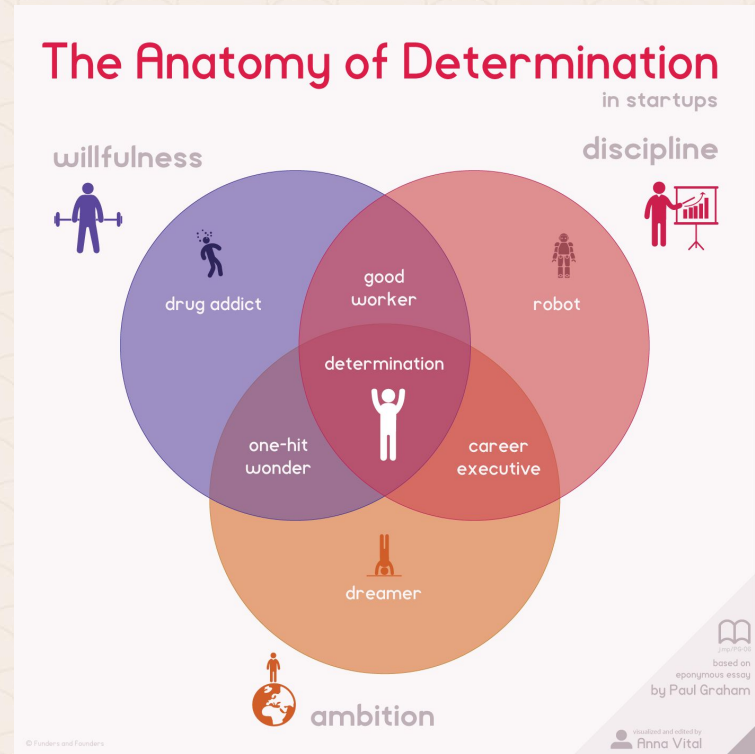 The Anatomy of Determination
in startups
willfulness
discipline
drug addict
good
worker
robot
determination
one-hit
wonder
career
executive
dreamer
ambition
based on
eponymous essay
by Paul Graham
visualized and edited by
Anna Vital
© Funders and Founders